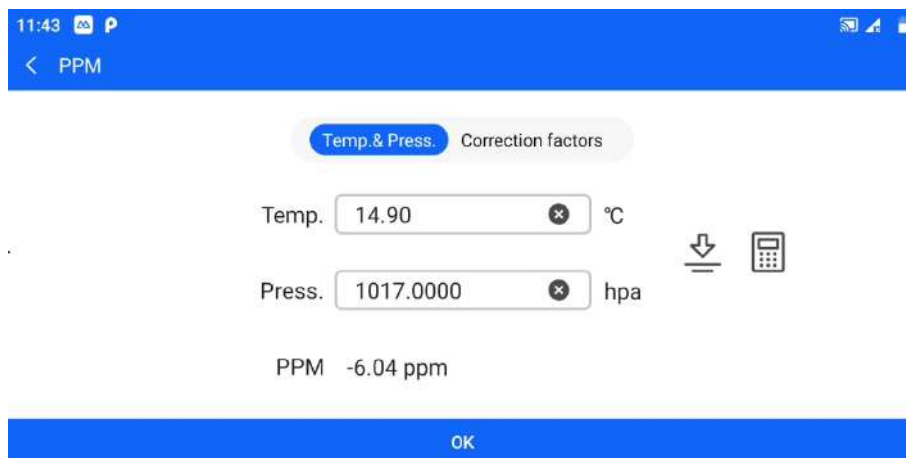 11:43
PPM
Temp.& Press. Correction factors
Temp. 14.90 ℃
Press. 1017.0000 hpa
PPM -6.04 ppm
OK